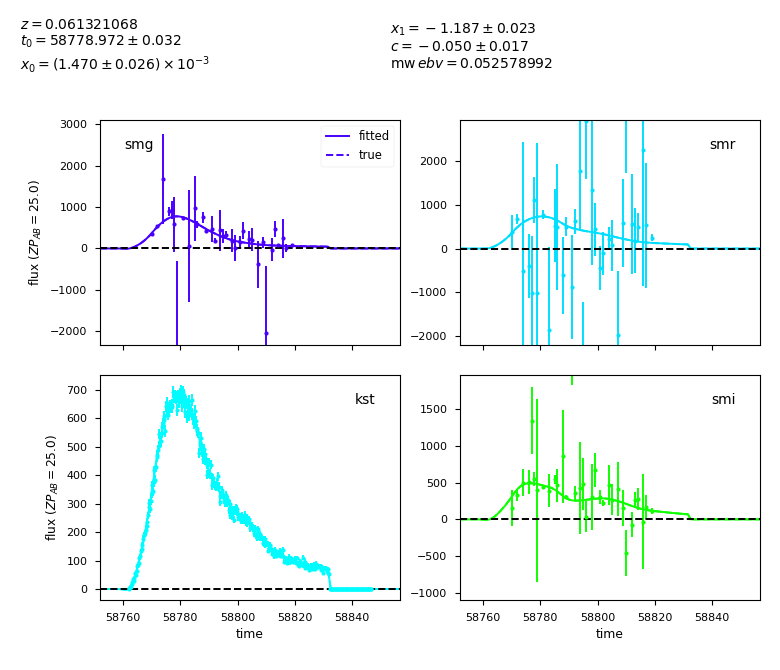 z = 0.061321068
t₀ = 58778.972 ± 0.032
x₀ = (1.470 ± 0.026) × 10⁻³
x₁ = −1.187 ± 0.023
c = −0.050 ± 0.017
mw ebv = 0.052578992
smg
fitted
true
3000
2000
1000
0
−1000
−2000
flux (ZP_AB = 25.0)
smr
2000
1000
0
−1000
−2000
kst
700
600
500
400
300
200
100
0
flux (ZP_AB = 25.0)
58760 58780 58800 58820 58840
time
smi
1500
1000
500
0
−500
−1000
58760 58780 58800 58820 58840
time